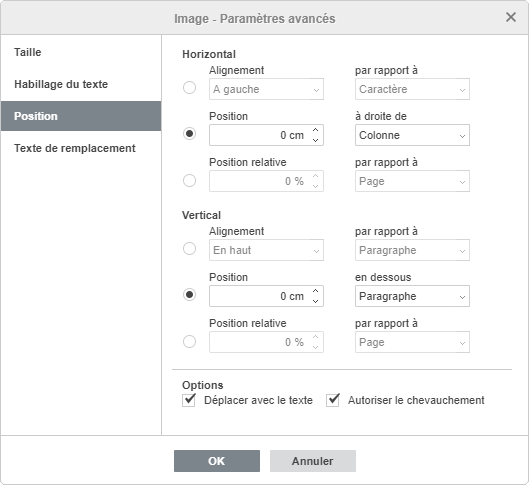 Image - Paramètres avancés
Taille
Habillage du texte
Position
Texte de remplacement
Horizontal
Alignement par rapport à
A gauche Caractère
Position à droite de
0 cm Colonne
Position relative par rapport à
0 % Page
Vertical
Alignement par rapport à
En haut Paragraphe
Position en dessous
0 cm Paragraphe
Position relative par rapport à
0 % Page
Options
Déplacer avec le texte Autoriser le chevauchement
OK Annuler